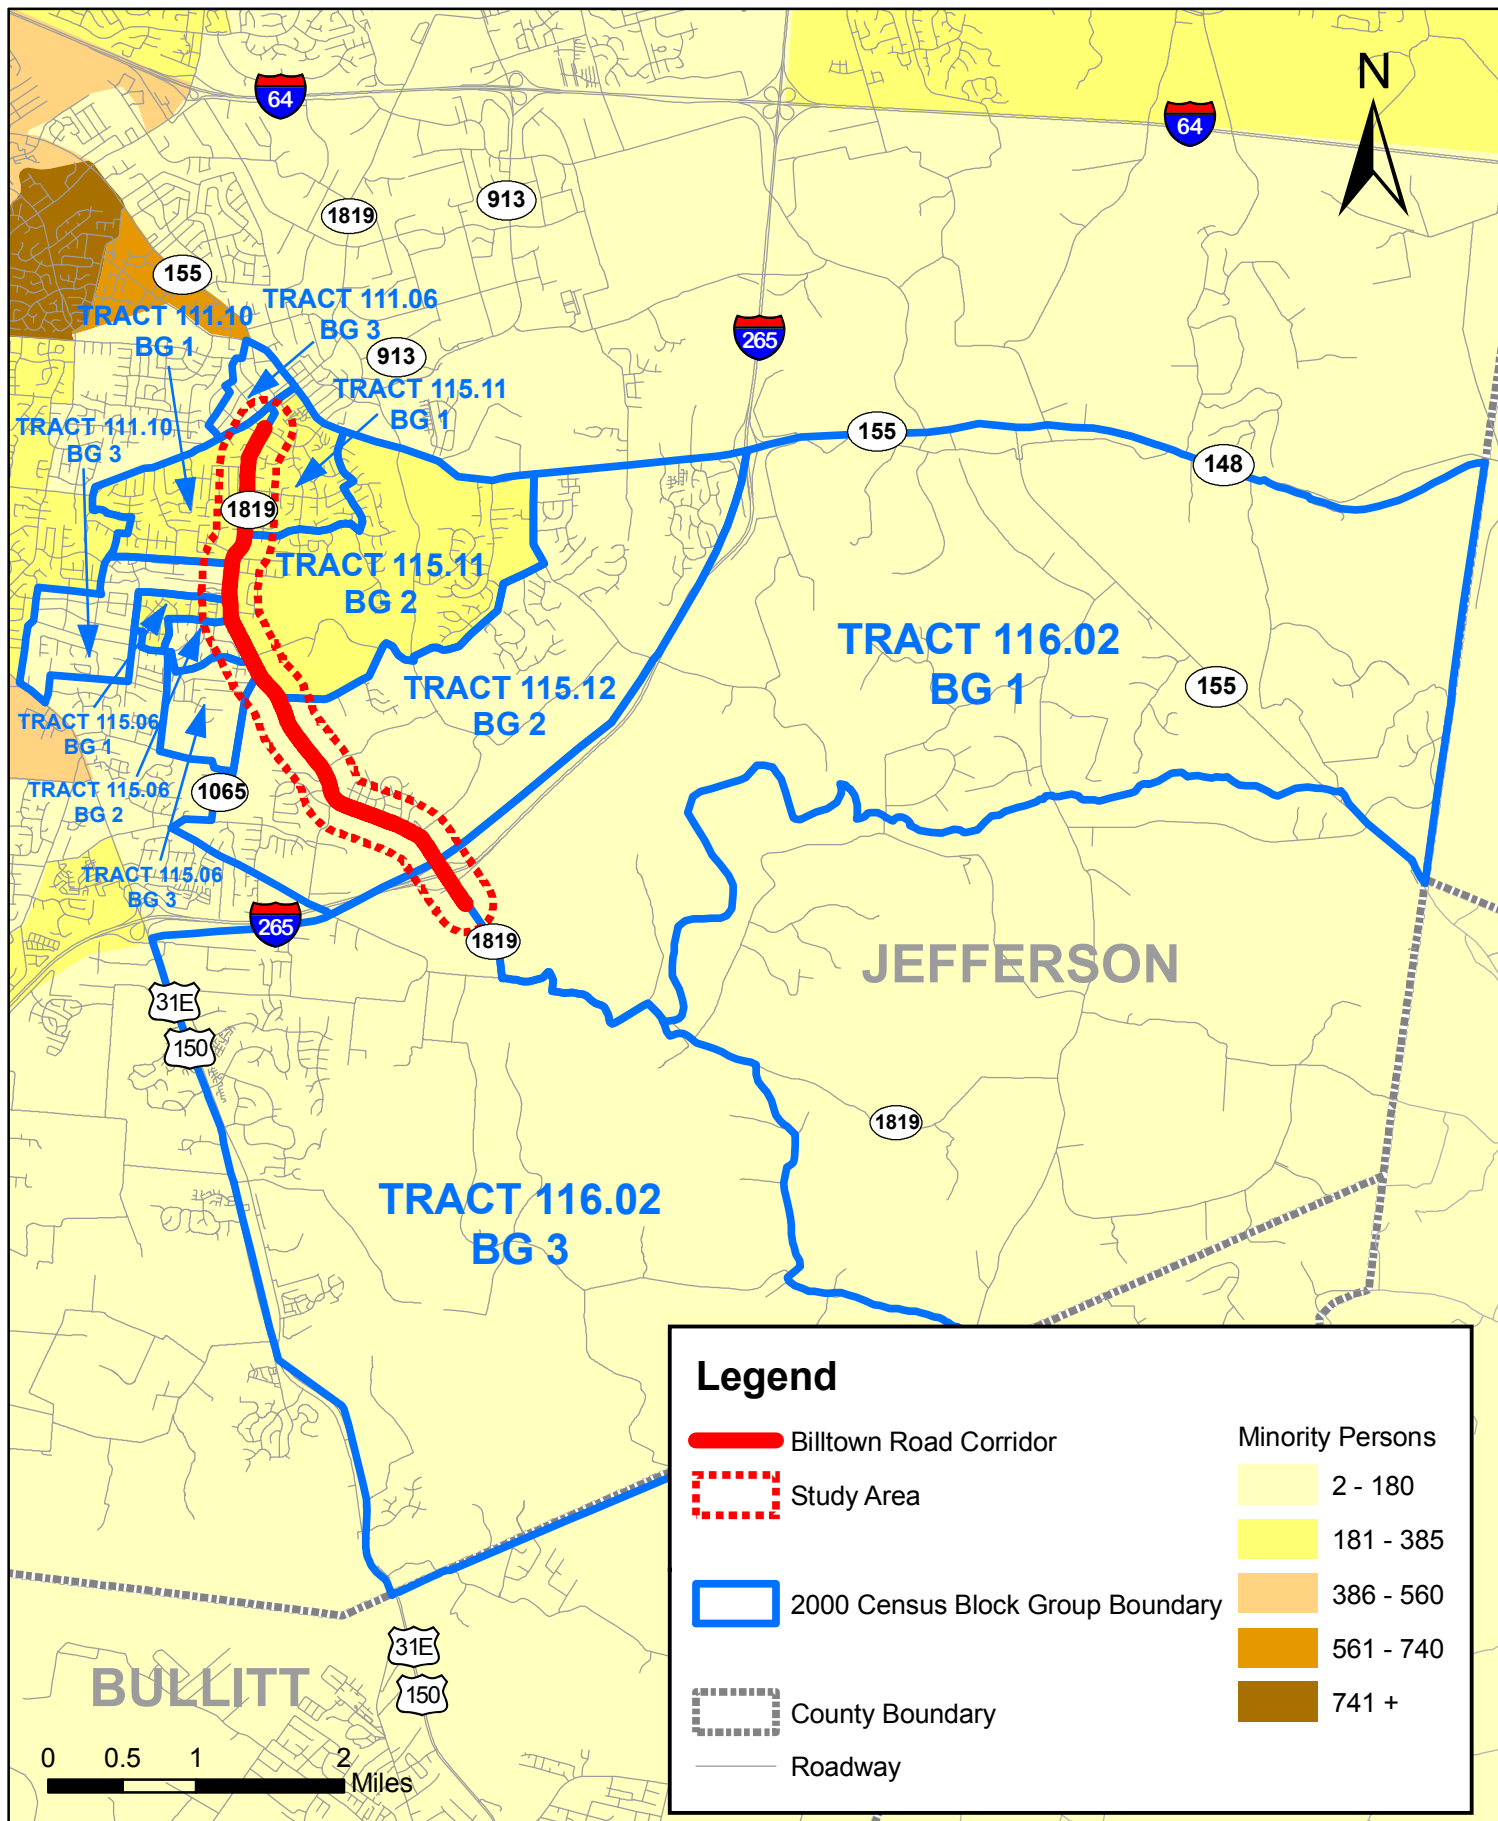 N
64
64
1819
913
155
TRACT 111.06
BG 3
TRACT 111.10
BG 1
265
913
TRACT 115.11
BG 1
TRACT 111.10
BG 3
155
148
1819
TRACT 115.11
BG 2
TRACT 116.02
BG 1
TRACT 115.12
BG 2
155
TRACT 115.06
BG 1
TRACT 115.06
BG 2
1065
TRACT 115.06
BG 3
265
1819
JEFFERSON
31E
150
1819
TRACT 116.02
BG 3
Legend
Billtown Road Corridor
Study Area
2000 Census Block Group Boundary
County Boundary
Roadway
Minority Persons
2 - 180
181 - 385
386 - 560
561 - 740
741 +
31E
150
BULLITT
0 0.5 1 2
Miles